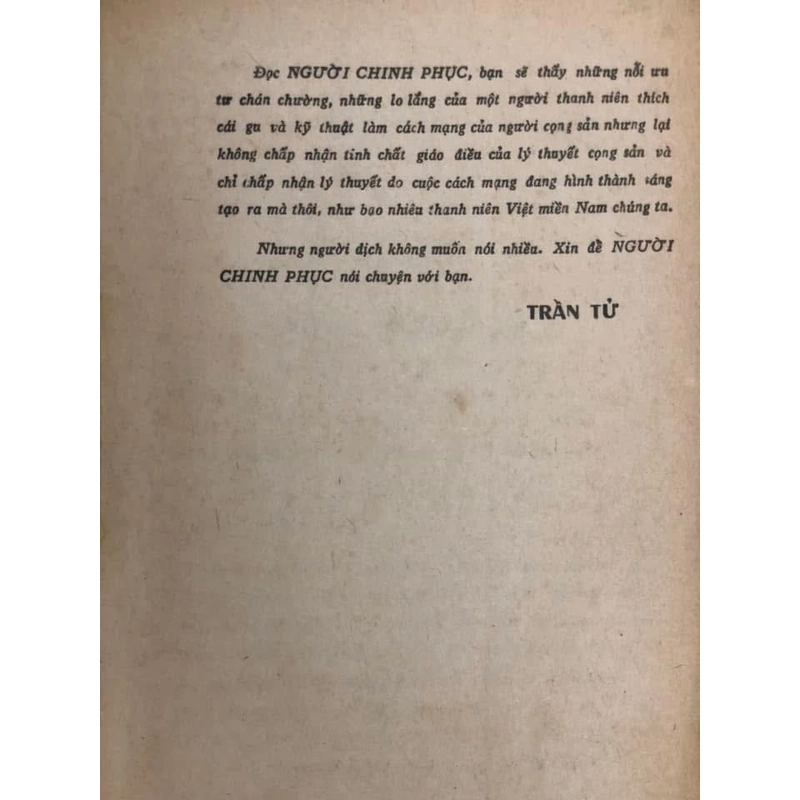 Đọc NGƯỜI CHINH PHỤC, bạn sẽ thấy những nỗi ưu
tư chán chường, những lo lắng của một người thanh niên thích
cái gu và kỹ thuật làm cách mạng của người cọng sản nhưng lại
không chấp nhận tính chất giáo điều của lý thuyết cọng sản và
chỉ chấp nhận lý thuyết do cuộc cách mạng đang hình thành sáng
tạo ra mà thôi, như bao nhiêu thanh niên Việt miền Nam chúng ta.
Nhưng người dịch không muốn nói nhiều. Xin để NGƯỜI
CHINH PHỤC nói chuyện với bạn.
TRẦN TỬ